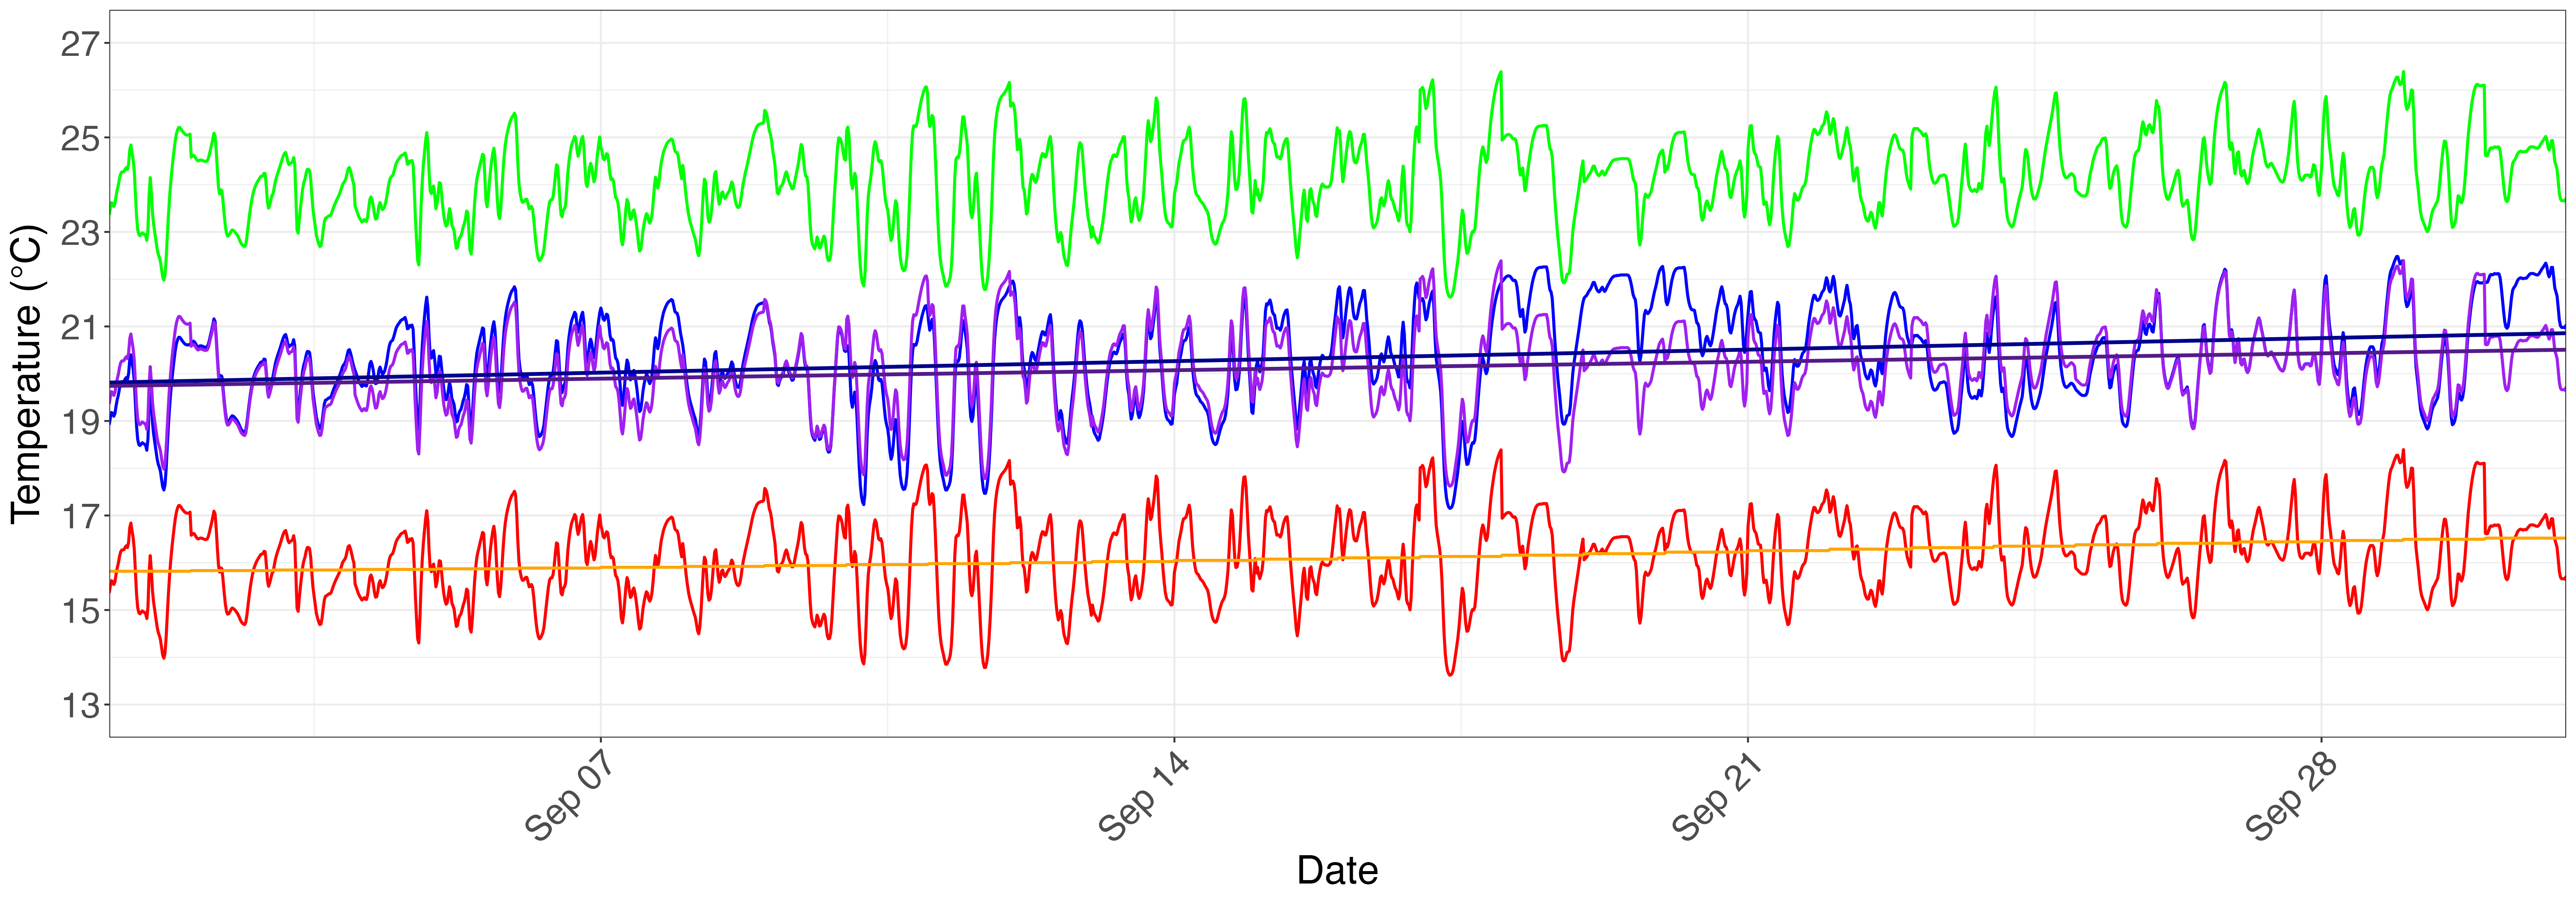 Temperature (°C)
27
25
23
21
19
17
15
13
Sep 07
Sep 14
Sep 21
Sep 28
Date